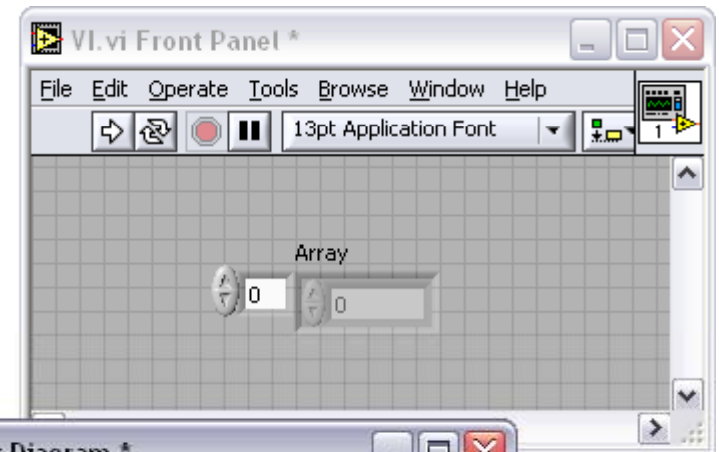 VI.vi Front Panel *
File Edit Operate Tools Browse Window Help
13pt Application Font
1
Array
0 0
Diagram *